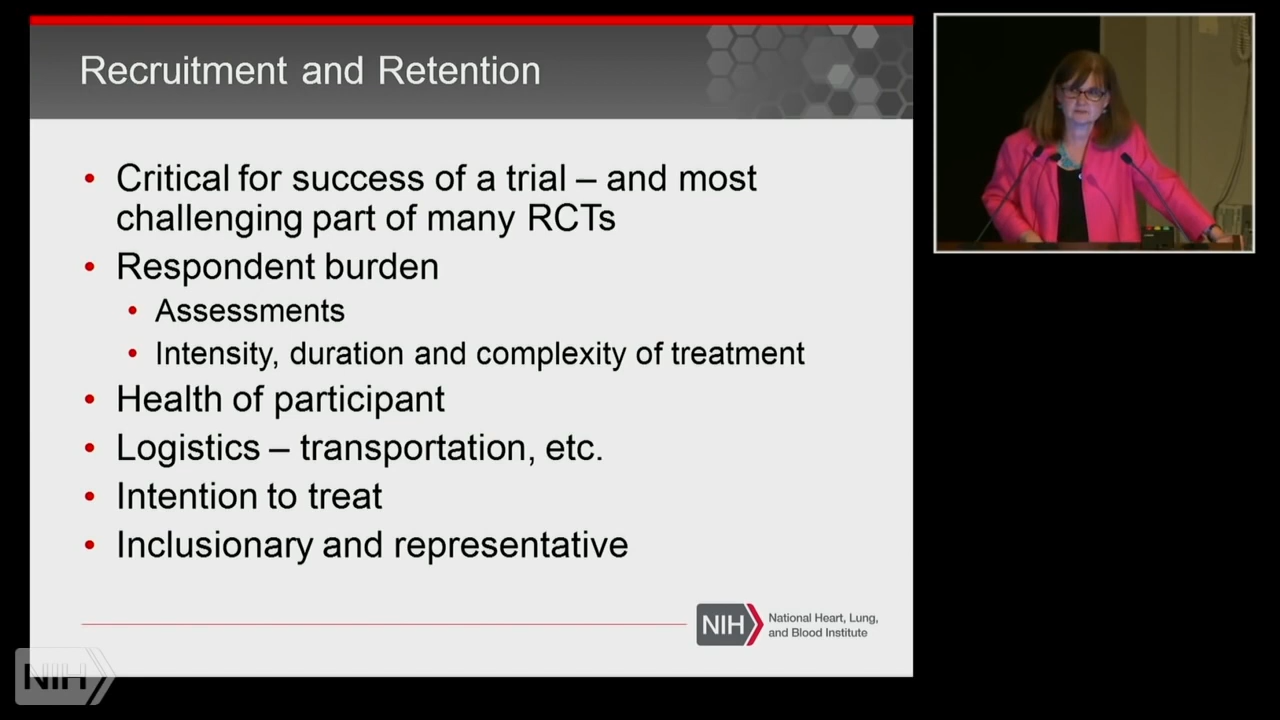 Recruitment and Retention
• Critical for success of a trial – and most
challenging part of many RCTs
• Respondent burden
• Assessments
• Intensity, duration and complexity of treatment
• Health of participant
• Logistics – transportation, etc.
• Intention to treat
• Inclusionary and representative
NIH
National Heart, Lung,
and Blood Institute
NIH